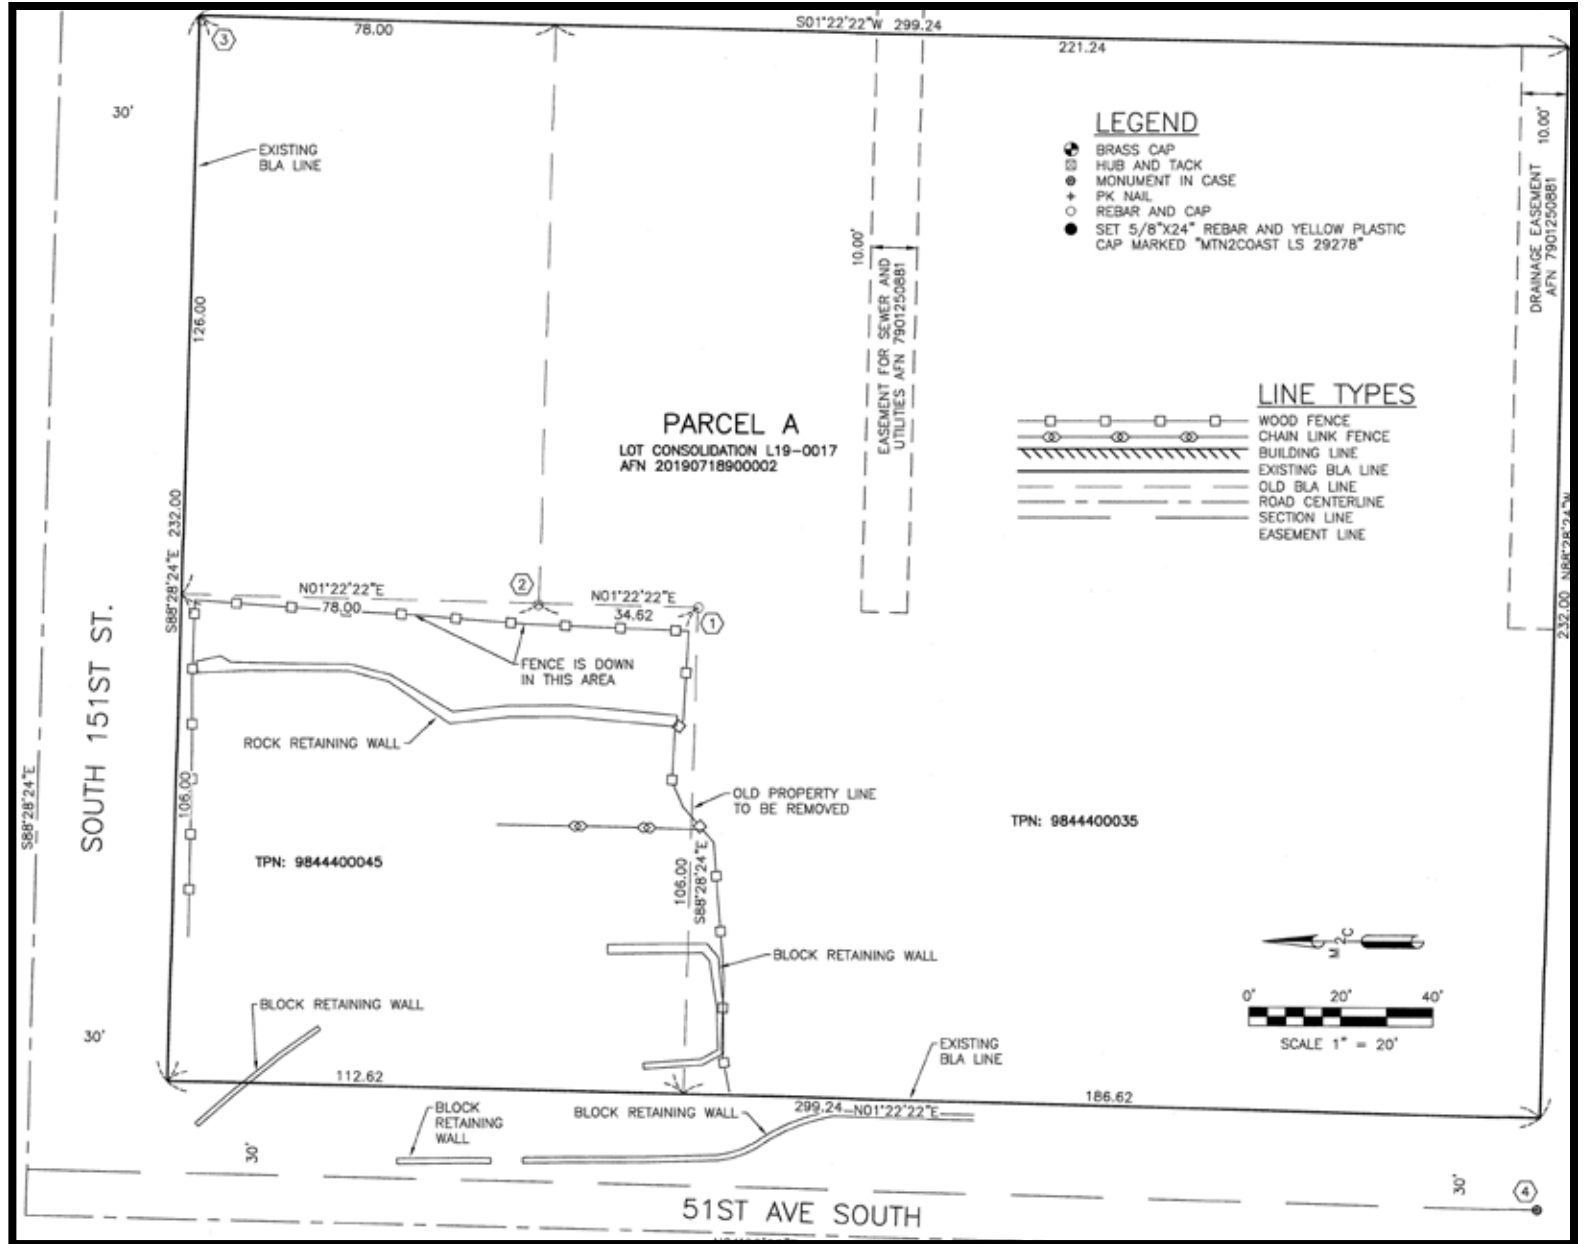 S01°22'22"W 299.24
78.00
221.24
3
30'
EXISTING
BLA LINE
126.00
S88°28'24"E 232.00
SOUTH 151ST ST.
S88°28'24"E
30'
LEGEND
BRASS CAP
HUB AND TACK
MONUMENT IN CASE
PK NAIL
REBAR AND CAP
SET 5/8"X24" REBAR AND YELLOW PLASTIC
CAP MARKED "MTN2COAST LS 29278"
10.00'
DRAINAGE EASEMENT
AFN 7901250881
10.00'
EASEMENT FOR SEWER AND
UTILITIES AFN 7901250881
PARCEL A
LOT CONSOLIDATION L19-0017
AFN 20190718900002
LINE TYPES
WOOD FENCE
CHAIN LINK FENCE
BUILDING LINE
EXISTING BLA LINE
OLD BLA LINE
ROAD CENTERLINE
SECTION LINE
EASEMENT LINE
232.00 N88°28'24"W
N01°22'22"E
78.00
2
N01°22'22"E
34.62
1
FENCE IS DOWN
IN THIS AREA
ROCK RETAINING WALL
106.00
OLD PROPERTY LINE
TO BE REMOVED
TPN: 9844400035
TPN: 9844400045
106.00
S88°28'24"E
BLOCK RETAINING WALL
BLOCK RETAINING WALL
M2C
0' 20' 40'
SCALE 1" = 20'
EXISTING
BLA LINE
112.62
186.62
299.24 N01°22'22"E
BLOCK
RETAINING
WALL
BLOCK RETAINING WALL
30'
30'
4
51ST AVE SOUTH